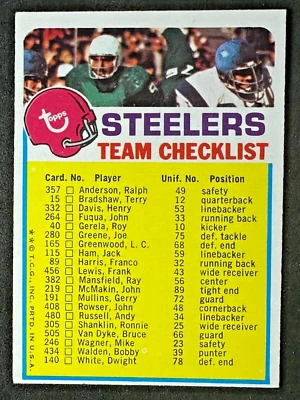 topps
STEELERS
TEAM CHECKLIST
Card. No. Player Unif. No. Position
357 Anderson, Ralph 49 safety
15 Bradshaw, Terry 12 quarterback
332 Davis, Henry 53 linebacker
264 Fuqua, John 33 running back
40 Gerela, Roy 10 kicker
280 Greene, Joe 75 def. tackle
165 Greenwood, L. C. 68 def. end
115 Ham, Jack 59 linebacker
89 Harris, Franco 32 running back
456 Lewis, Frank 43 wide receiver
382 Mansfield, Ray 56 center
219 McMakin, John 89 tight end
191 Mullins, Gerry 72 guard
408 Rowser, John 48 cornerback
480 Russell, Andy 34 linebacker
305 Shanklin, Ronnie 25 wide receiver
505 Van Dyke, Bruce 66 guard
246 Wagner, Mike 23 safety
434 Walden, Bobby 39 punter
140 White, Dwight 78 def. end
**©T.C.G., INC. PRTD. IN U.S.A.